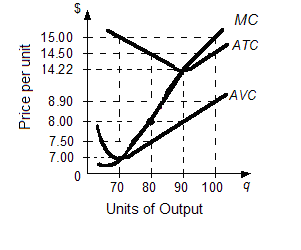 $
MC
15.00
ATC
14.50
14.22
Price per unit
8.90
AVC
8.00
7.50
7.00
0
70 80 90 100 q
Units of Output